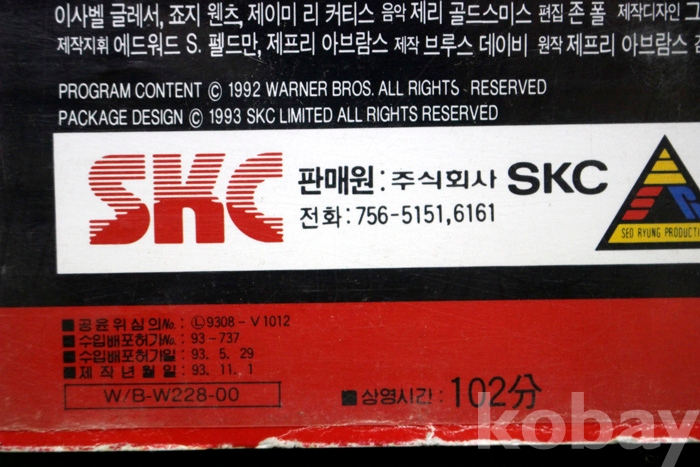 이사벨 글레서, 죠지 웬츠, 제이미 리 커티스 음악 제리 골드스미스 편집 존 폴 제작디자인
제작지휘 에드워드 S. 펠드만, 제프리 아브람스 제작 브루스 데이비 원작 제프리 아브람스
PROGRAM CONTENT © 1992 WARNER BROS. ALL RIGHTS RESERVED
PACKAGE DESIGN © 1993 SKC LIMITED ALL RIGHTS RESERVED
SKC
판매원: 주식회사 SKC
전화: 756-5151, 6161
SEO RYUNG PRODUCTI
■ 공윤위심의No. : Ⓛ9308-V1012
■ 수입배포허가No. : 93-737
■ 수입배포허가일 : 93. 5. 29
■ 제작년월일 : 93. 11. 1
W/B-W228-00
■ 상영시간 : 102分
kobay